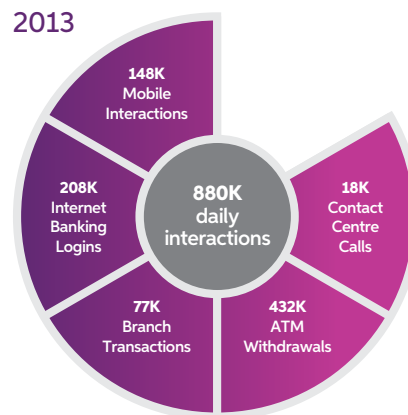 2013
148K
Mobile
Interactions
208K
Internet
Banking
Logins
880K
daily
interactions
18K
Contact
Centre
Calls
77K
Branch
Transactions
432K
ATM
Withdrawals